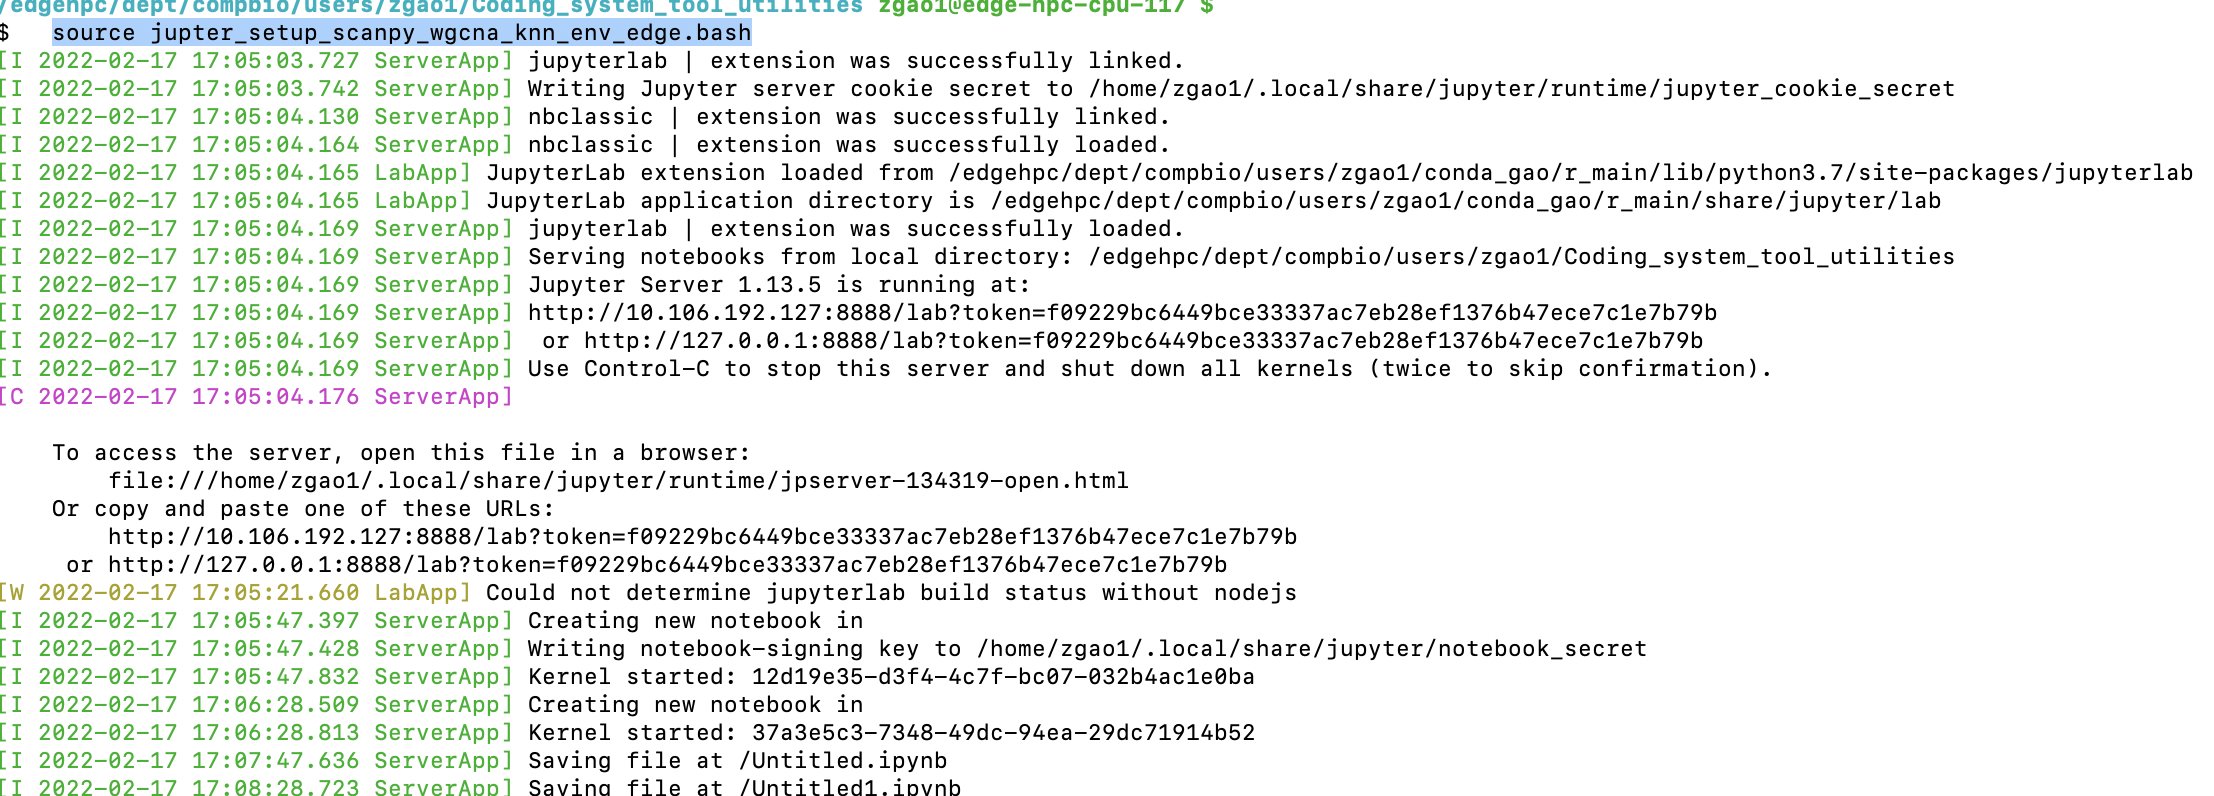 /edgehpc/dept/compbio/users/zgao1/Coding_system_tool_utilities zgao1@edge-hpc-cpu-117 $
$   source jupter_setup_scanpy_wgcna_knn_env_edge.bash
[I 2022-02-17 17:05:03.727 ServerApp] jupyterlab | extension was successfully linked.
[I 2022-02-17 17:05:03.742 ServerApp] Writing Jupyter server cookie secret to /home/zgao1/.local/share/jupyter/runtime/jupyter_cookie_secret
[I 2022-02-17 17:05:04.130 ServerApp] nbclassic | extension was successfully linked.
[I 2022-02-17 17:05:04.164 ServerApp] nbclassic | extension was successfully loaded.
[I 2022-02-17 17:05:04.165 LabApp] JupyterLab extension loaded from /edgehpc/dept/compbio/users/zgao1/conda_gao/r_main/lib/python3.7/site-packages/jupyterlab
[I 2022-02-17 17:05:04.165 LabApp] JupyterLab application directory is /edgehpc/dept/compbio/users/zgao1/conda_gao/r_main/share/jupyter/lab
[I 2022-02-17 17:05:04.169 ServerApp] jupyterlab | extension was successfully loaded.
[I 2022-02-17 17:05:04.169 ServerApp] Serving notebooks from local directory: /edgehpc/dept/compbio/users/zgao1/Coding_system_tool_utilities
[I 2022-02-17 17:05:04.169 ServerApp] Jupyter Server 1.13.5 is running at:
[I 2022-02-17 17:05:04.169 ServerApp] http://10.106.192.127:8888/lab?token=f09229bc6449bce33337ac7eb28ef1376b47ece7c1e7b79b
[I 2022-02-17 17:05:04.169 ServerApp]  or http://127.0.0.1:8888/lab?token=f09229bc6449bce33337ac7eb28ef1376b47ece7c1e7b79b
[I 2022-02-17 17:05:04.169 ServerApp] Use Control-C to stop this server and shut down all kernels (twice to skip confirmation).
[C 2022-02-17 17:05:04.176 ServerApp]
    To access the server, open this file in a browser:
        file:///home/zgao1/.local/share/jupyter/runtime/jpserver-134319-open.html
    Or copy and paste one of these URLs:
        http://10.106.192.127:8888/lab?token=f09229bc6449bce33337ac7eb28ef1376b47ece7c1e7b79b
     or http://127.0.0.1:8888/lab?token=f09229bc6449bce33337ac7eb28ef1376b47ece7c1e7b79b
[W 2022-02-17 17:05:21.660 LabApp] Could not determine jupyterlab build status without nodejs
[I 2022-02-17 17:05:47.397 ServerApp] Creating new notebook in
[I 2022-02-17 17:05:47.428 ServerApp] Writing notebook-signing key to /home/zgao1/.local/share/jupyter/notebook_secret
[I 2022-02-17 17:05:47.832 ServerApp] Kernel started: 12d19e35-d3f4-4c7f-bc07-032b4ac1e0ba
[I 2022-02-17 17:06:28.509 ServerApp] Creating new notebook in
[I 2022-02-17 17:06:28.813 ServerApp] Kernel started: 37a3e5c3-7348-49dc-94ea-29dc71914b52
[I 2022-02-17 17:07:47.636 ServerApp] Saving file at /Untitled.ipynb
[I 2022-02-17 17:08:28.723 ServerApp] Saving file at /Untitled1.ipynb